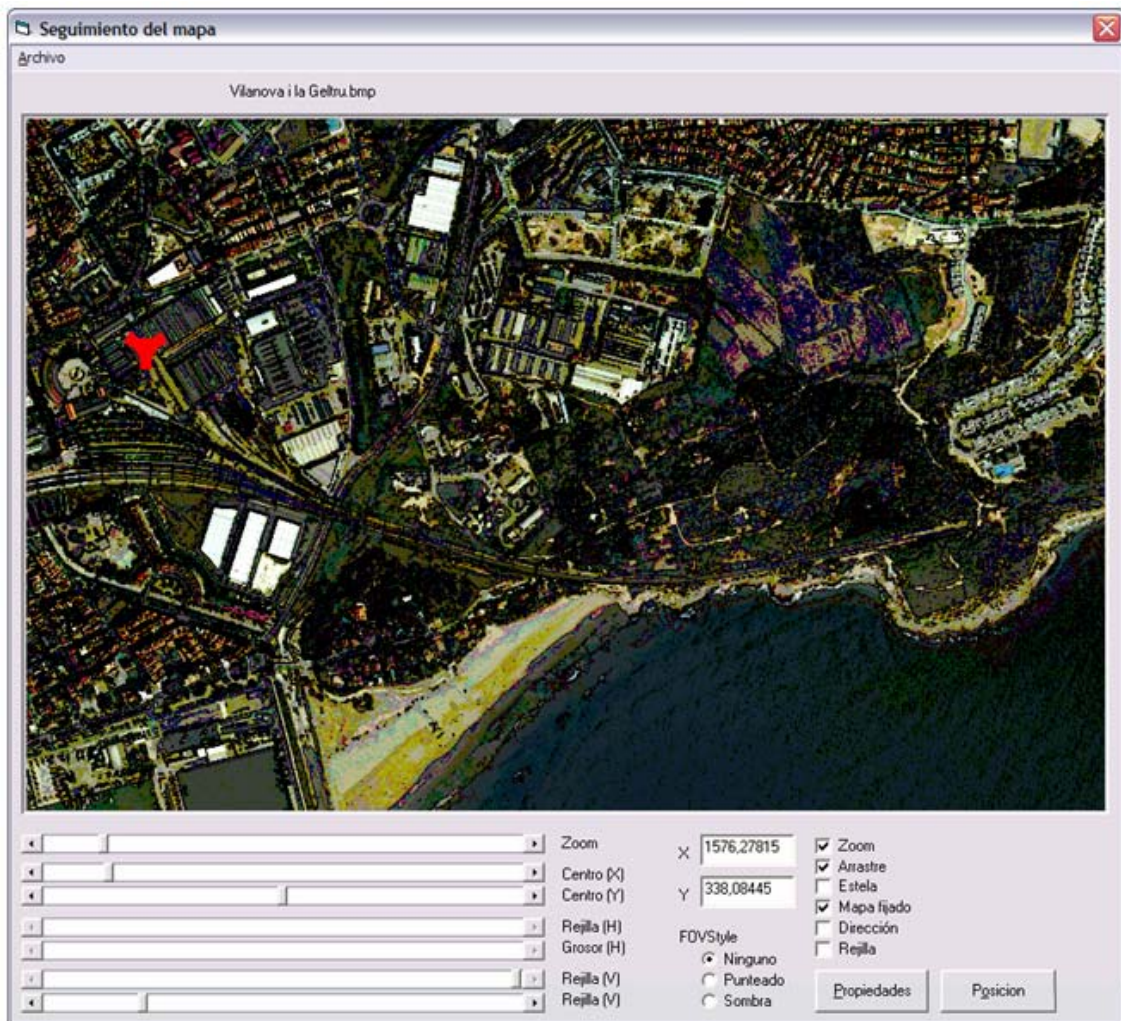 Seguimiento del mapa
Archivo
Vilanova i la Geltru.bmp
Zoom
Centro (X)
Centro (Y)
Rejilla (H)
Grosor (H)
Rejilla (V)
Rejilla (V)
X 1576,27815
Y 338,08445
FOVStyle
Ninguno
Punteado
Sombra
Zoom
Arrastre
Estela
Mapa fijado
Dirección
Rejilla
Propiedades
Posicion